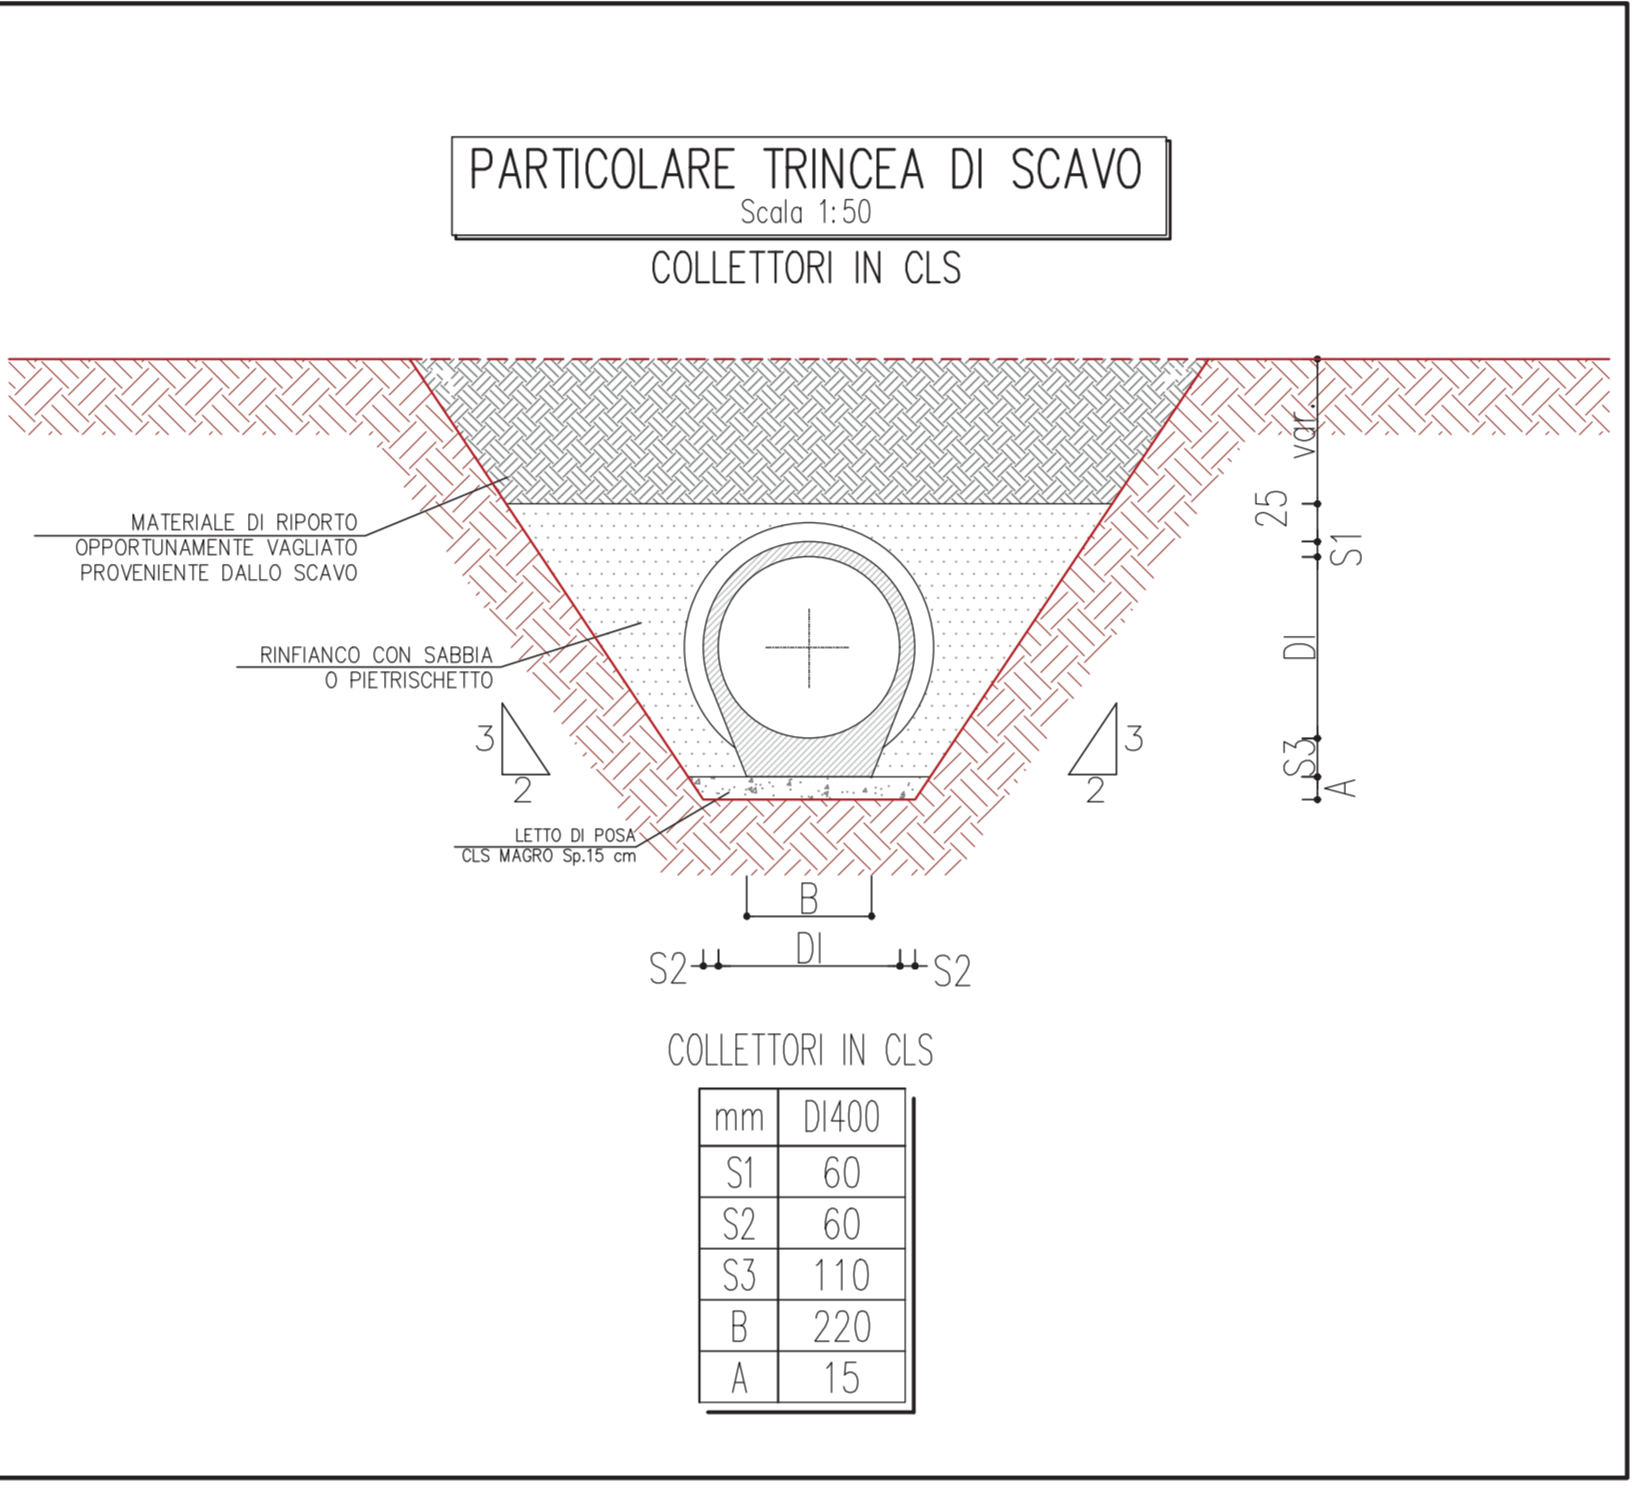 PARTICOLARE TRINCEA DI SCAVO
Scala 1:50
COLLETTORI IN CLS
var.
25
S1
MATERIALE DI RIPORTO
OPPORTUNAMENTE VAGLIATO
PROVENIENTE DALLO SCAVO
DI
RINFIANCO CON SABBIA
O PIETRISCHETTO
3
2
3
2
S3
A
LETTO DI POSA
CLS MAGRO Sp.15 cm
B
DI
S2
S2
COLLETTORI IN CLS
mm DI400
S1 60
S2 60
S3 110
B 220
A 15